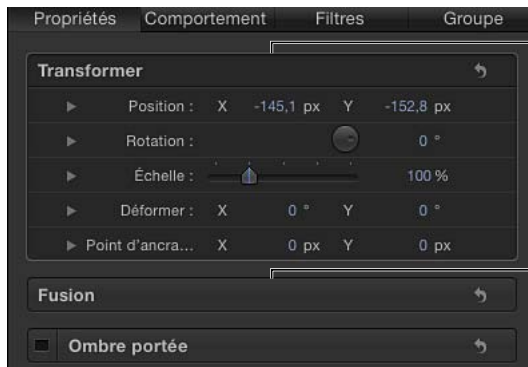 Propriétés Comportement Filtres Groupe
Transformer
Position : X -145,1 px Y -152,8 px
Rotation : 0 °
Échelle : 100 %
Déformer : X 0 ° Y 0 °
Point d'ancra... X 0 px Y 0 px
Fusion
Ombre portée